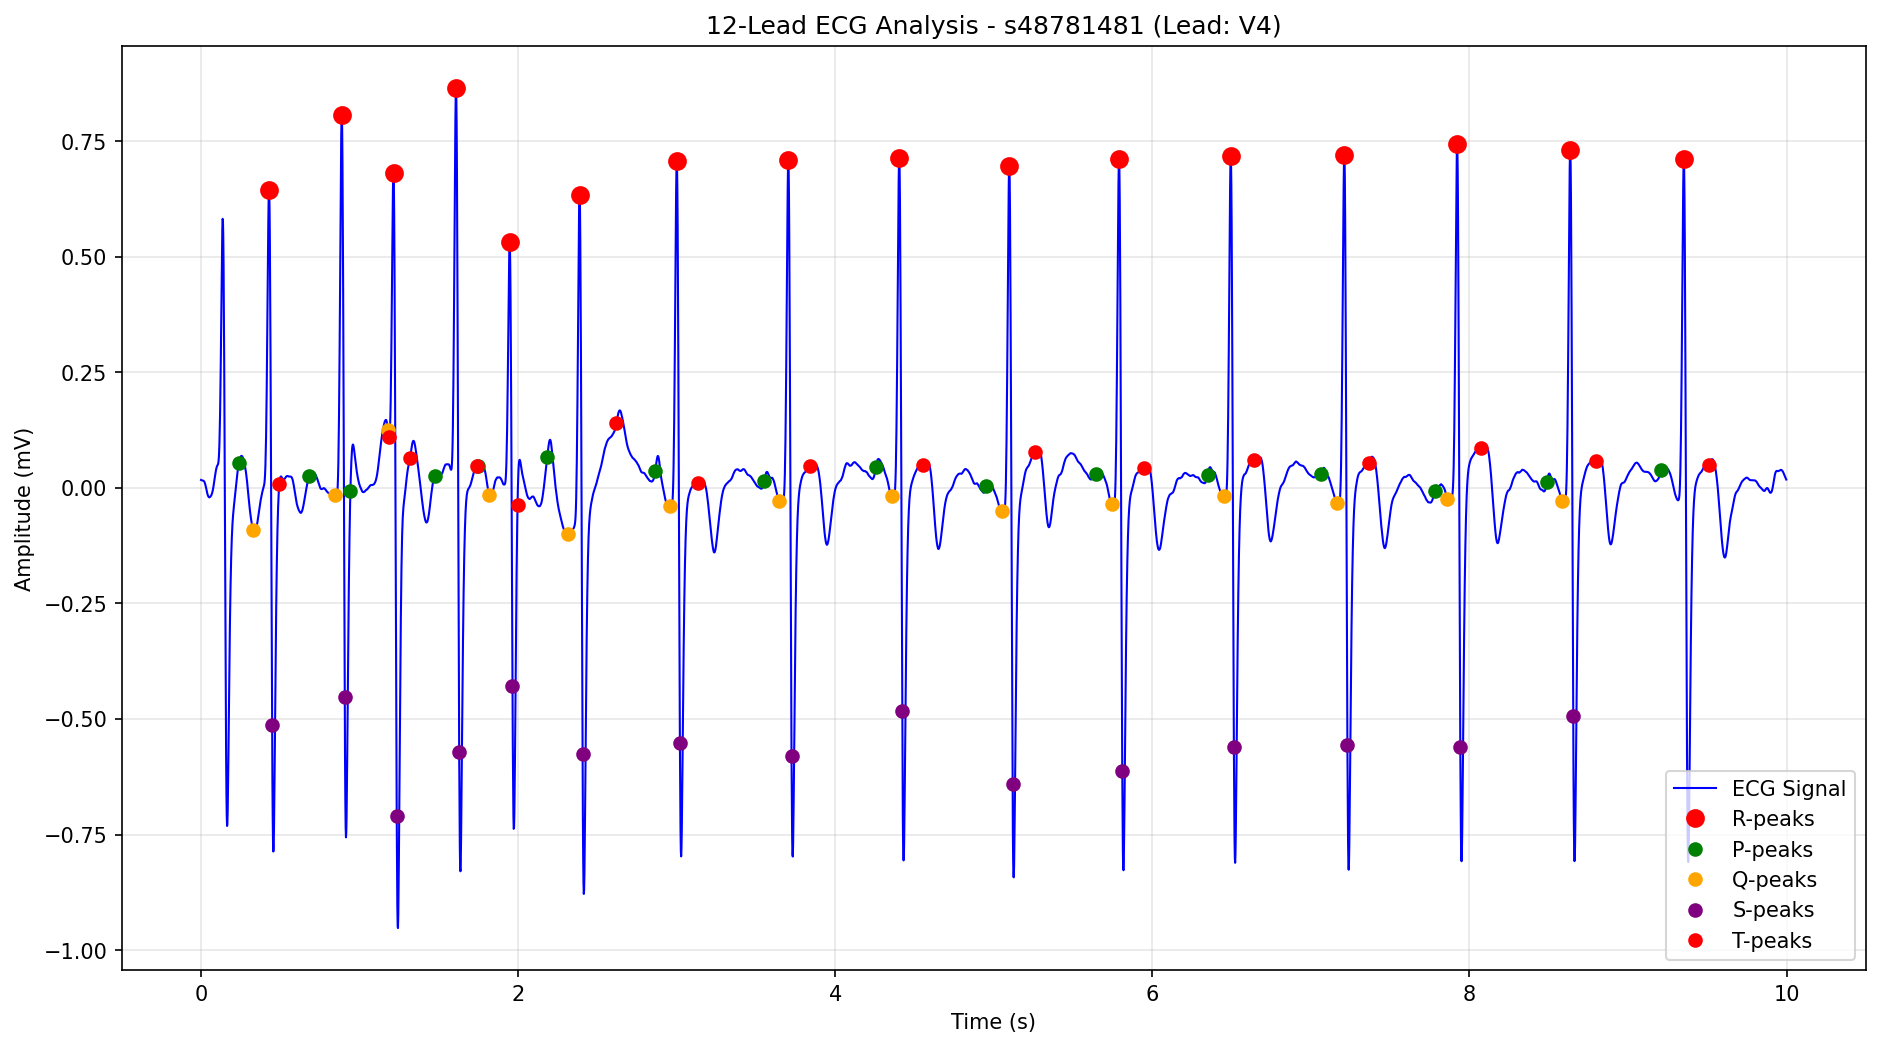 12-Lead ECG Analysis - s48781481 (Lead: V4)
Amplitude (mV)
0.75
0.50
0.25
0.00
−0.25
−0.50
−0.75
−1.00
ECG Signal
R-peaks
P-peaks
Q-peaks
S-peaks
T-peaks
0 2 4 6 8 10
Time (s)